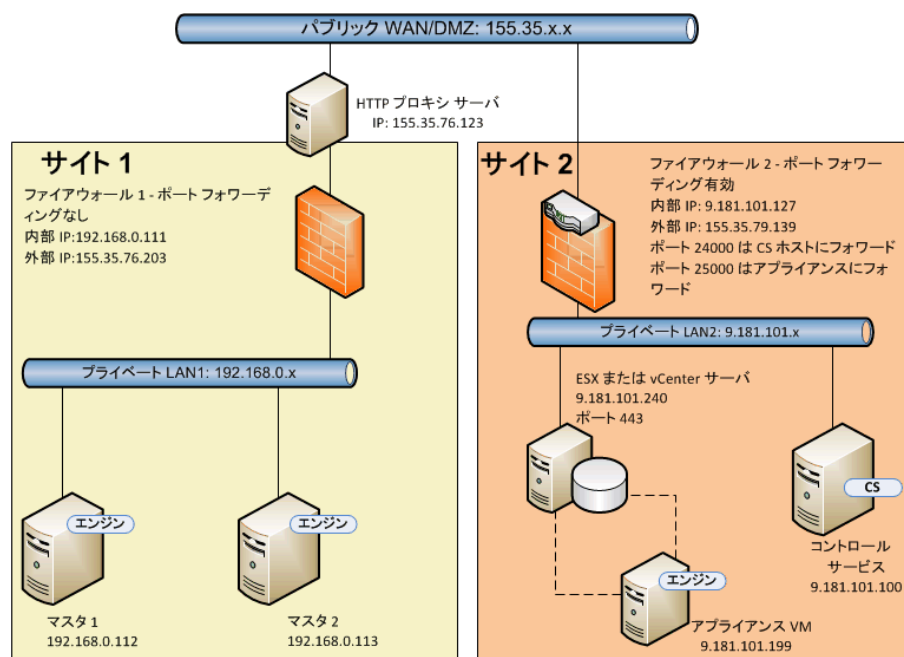 パブリック WAN/DMZ: 155.35.x.x
HTTP プロキシ サーバ
IP: 155.35.76.123
サイト 1
ファイアウォール 1 - ポート フォワーデ
ィングなし
内部 IP:192.168.0.111
外部 IP:155.35.76.203
プライベート LAN1: 192.168.0.x
エンジン
マスタ 1
192.168.0.112
エンジン
マスタ 2
192.168.0.113
サイト 2
ファイアウォール 2 - ポート フォワー
ディング有効
内部 IP: 9.181.101.127
外部 IP: 155.35.79.139
ポート 24000 は CS ホストにフォワード
ポート 25000 はアプライアンスにフォ
ワード
プライベート LAN2: 9.181.101.x
ESX または vCenter サーバ
9.181.101.240
ポート 443
CS
コントロール
サービス
9.181.101.100
エンジン
アプライアンス VM
9.181.101.199